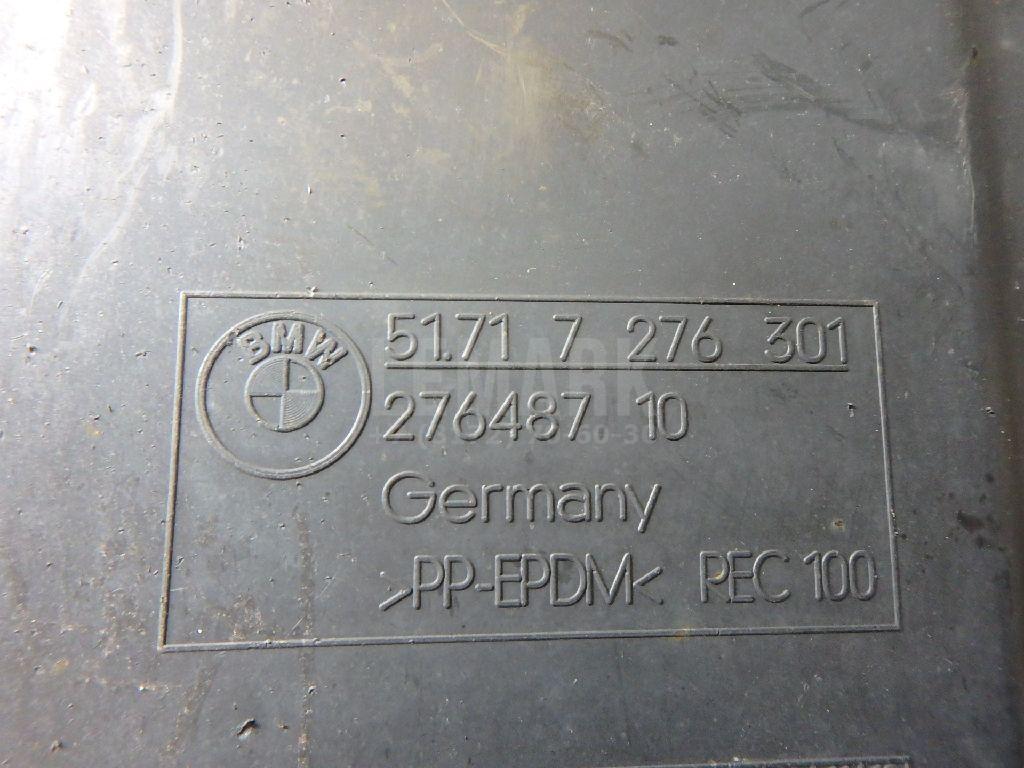 BMW
51.71 7 276 301
276487 10
Germany
>PP-EPDM< REC 100